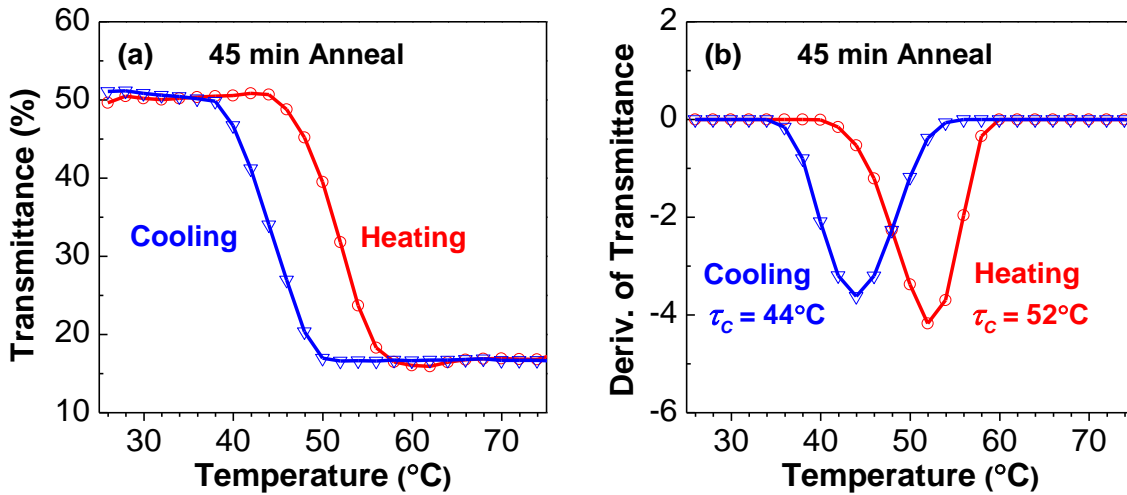 (a) 45 min Anneal
Transmittance (%)
60
50
40
30
20
10
Cooling
Heating
30 40 50 60 70
Temperature (°C)
(b) 45 min Anneal
Deriv. of Transmittance
2
0
-2
-4
-6
Cooling
τC = 44°C
Heating
τC = 52°C
30 40 50 60 70
Temperature (°C)